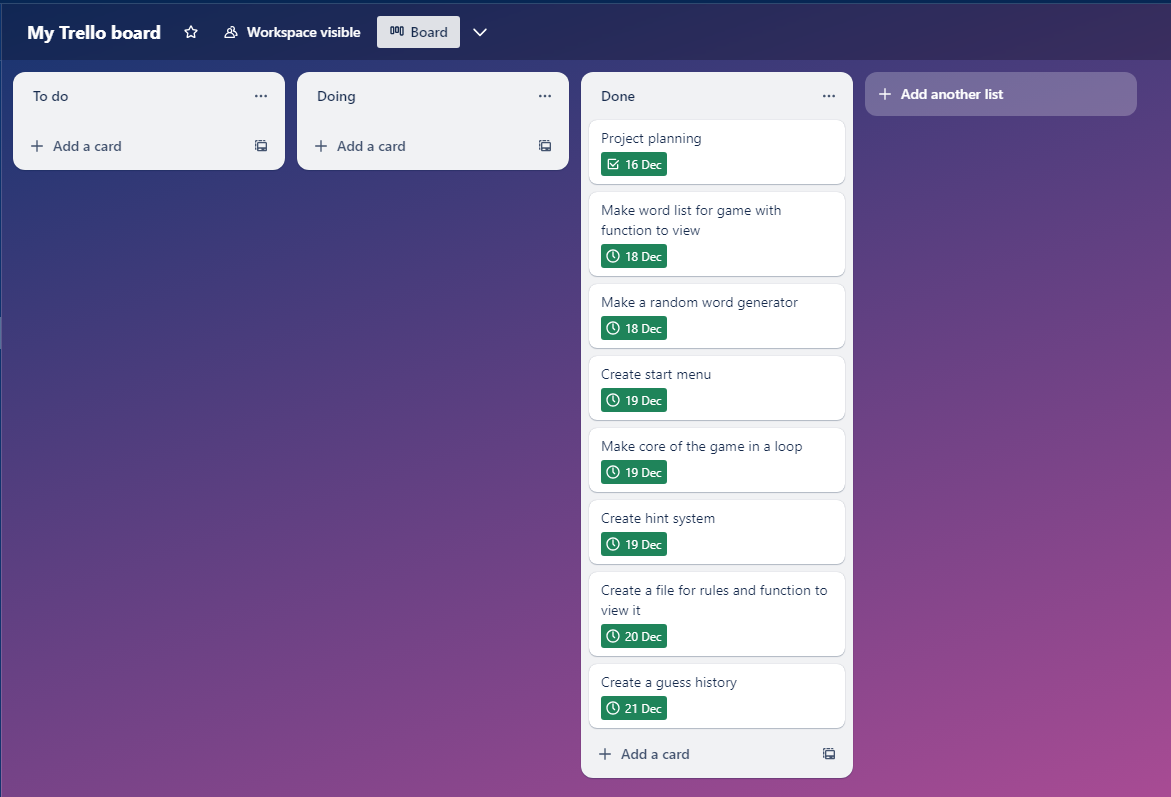 My Trello board
Workspace visible
Board
To do
Add a card
Doing
Add a card
Done
Project planning
16 Dec
Make word list for game with
function to view
18 Dec
Make a random word generator
18 Dec
Create start menu
19 Dec
Make core of the game in a loop
19 Dec
Create hint system
19 Dec
Create a file for rules and function to
view it
20 Dec
Create a guess history
21 Dec
Add a card
Add another list